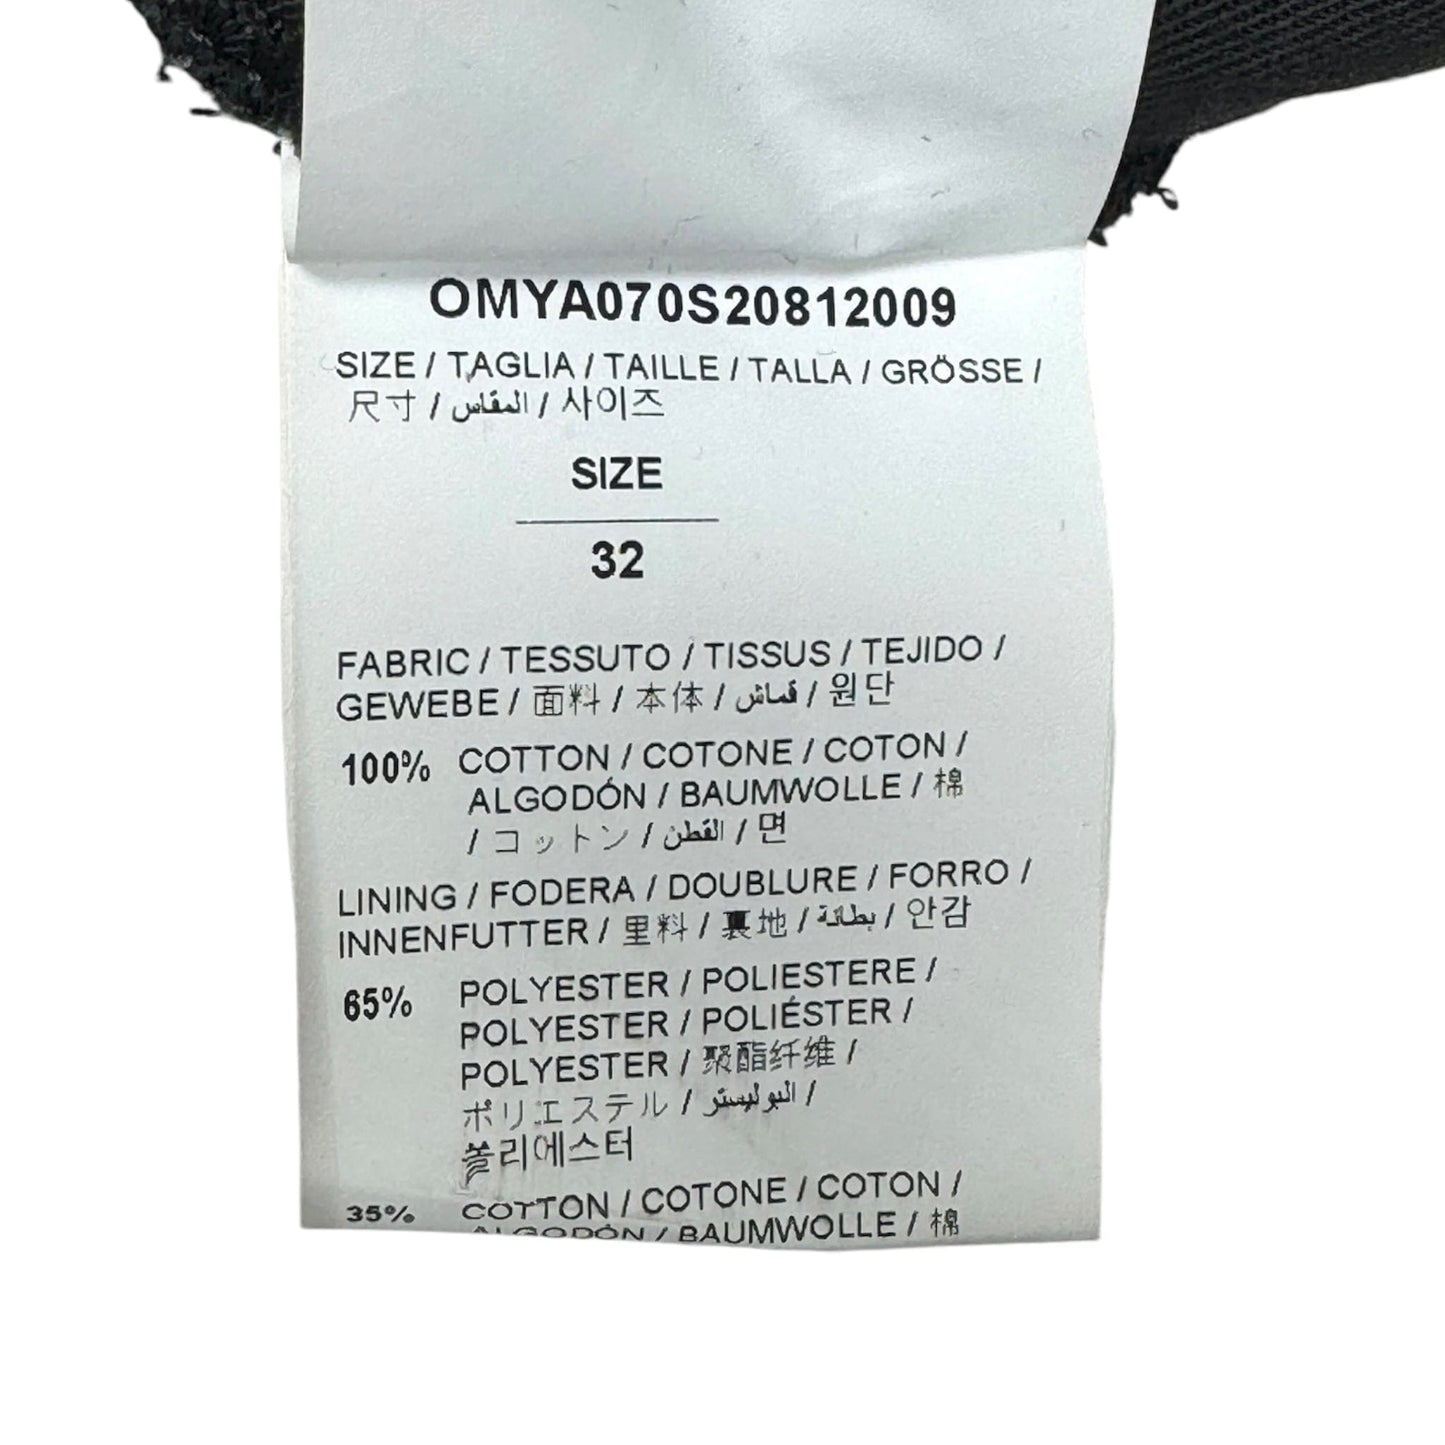 OMYA070S20812009
SIZE / TAGLIA / TAILLE / TALLA / GRÖSSE /
尺寸 / المقاس / 사이즈
SIZE
32
FABRIC / TESSUTO / TISSUS / TEJIDO /
GEWEBE / 面料 / 本体 / قماش / 원단
100% COTTON / COTONE / COTON /
ALGODÓN / BAUMWOLLE / 棉
/ コットン / القطن / 면
LINING / FODERA / DOUBLURE / FORRO /
INNENFUTTER / 里料 / 裏地 / بطانة / 안감
65% POLYESTER / POLIESTERE /
POLYESTER / POLIÉSTER /
POLYESTER / 聚酯纤维 /
ポリエステル / البوليستر /
폴리에스터
35% COTTON / COTONE / COTON /
ALGODÓN / BAUMWOLLE / 棉